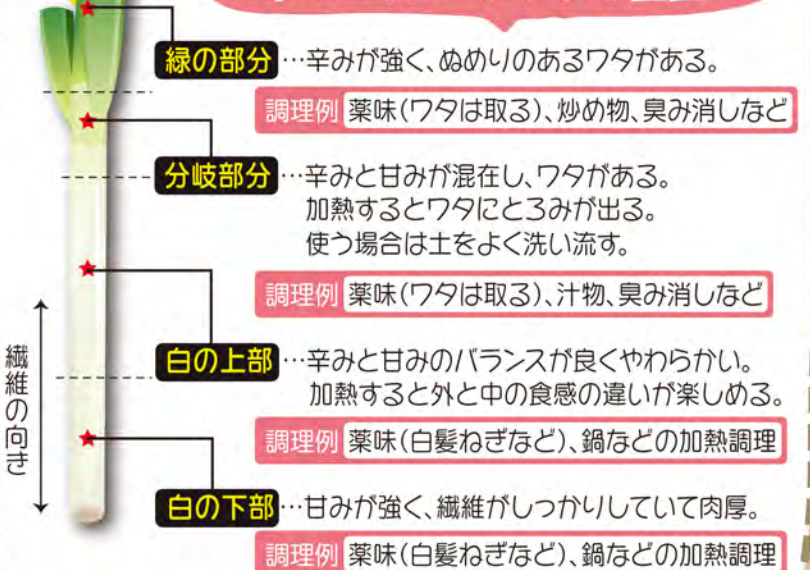 緑の部分…辛みが強く、ぬめりのあるワタがある。
調理例 薬味(ワタは取る)、炒め物、臭み消しなど
分岐部分…辛みと甘みが混在し、ワタがある。
加熱するとワタにとろみが出る。
使う場合は土をよく洗い流す。
調理例 薬味(ワタは取る)、汁物、臭み消しなど
白の上部…辛みと甘みのバランスが良くやわらかい。
加熱すると外と中の食感の違いが楽しめる。
調理例 薬味(白髪ねぎなど)、鍋などの加熱調理
白の下部…甘みが強く、繊維がしっかりしていて肉厚。
調理例 薬味(白髪ねぎなど)、鍋などの加熱調理
繊維の向き